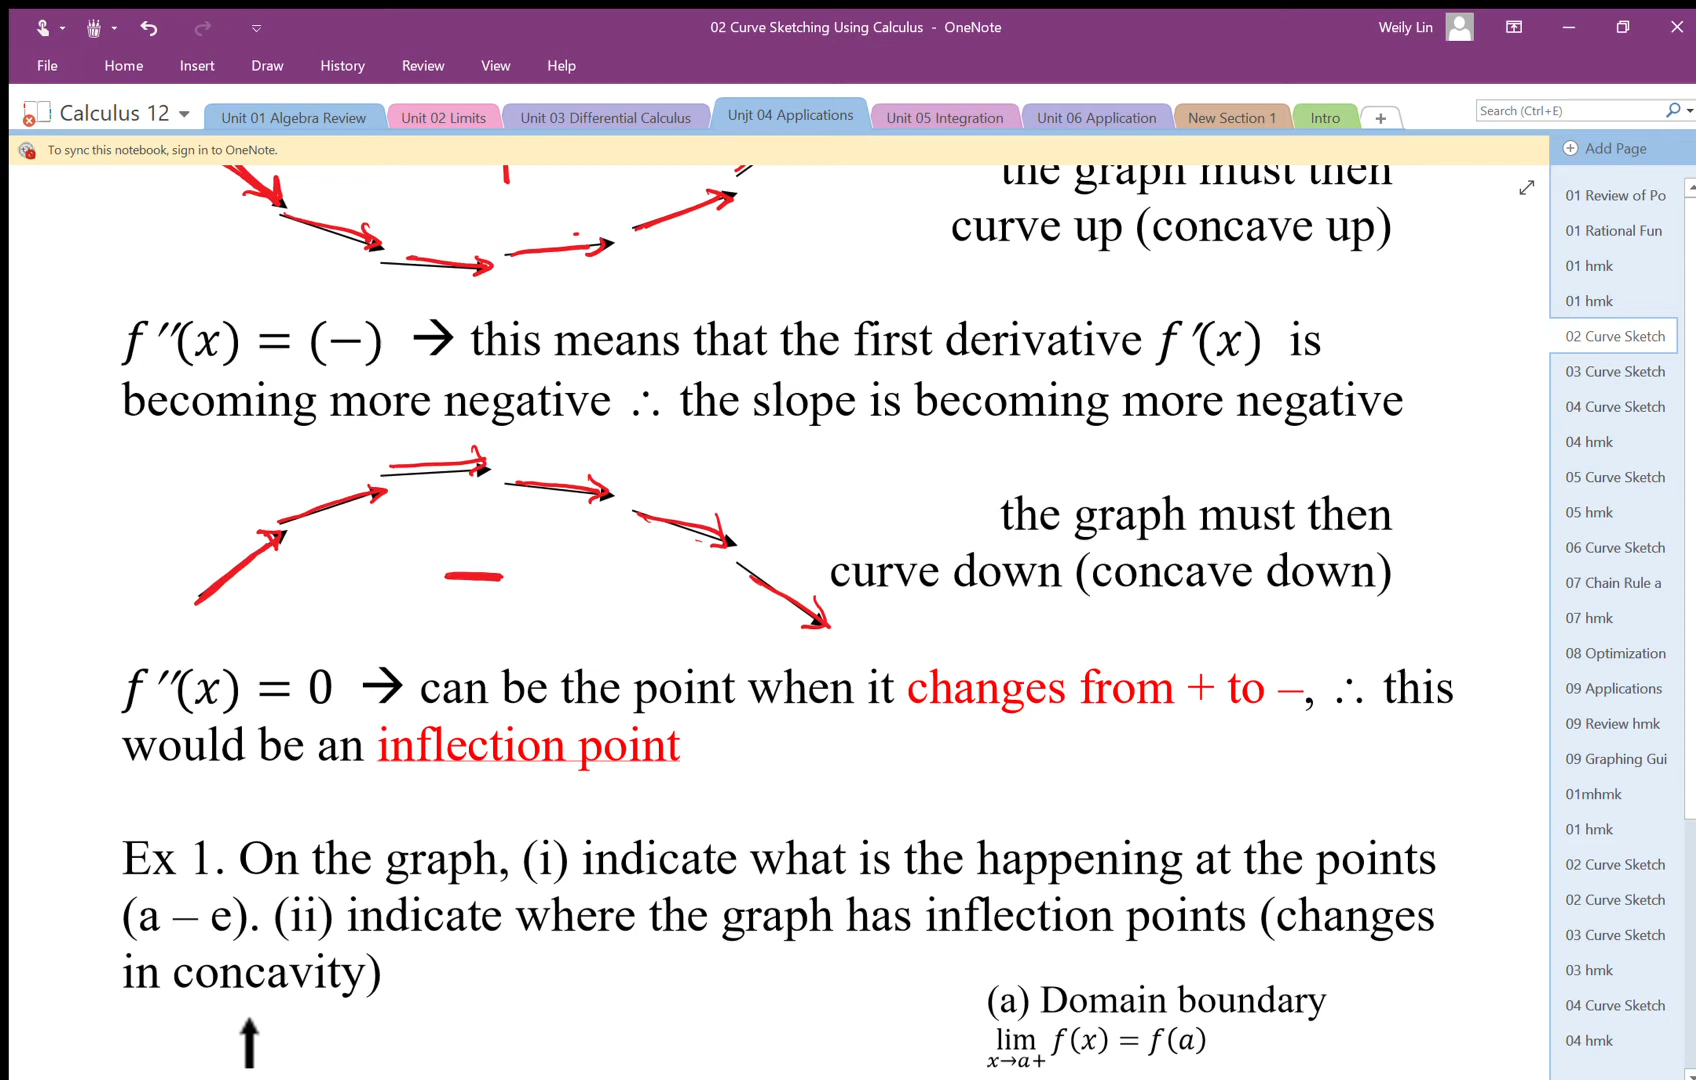 02 Curve Sketching Using Calculus - OneNote
Weily Lin
File Home Insert Draw History Review View Help
Calculus 12
Unit 01 Algebra Review
Unit 02 Limits
Unit 03 Differential Calculus
Unit 04 Applications
Unit 05 Integration
Unit 06 Application
New Section 1
Intro
Search (Ctrl+E)
To sync this notebook, sign in to OneNote.
the graph must then
curve up (concave up)
f″(x) = (−) → this means that the first derivative f′(x) is
becoming more negative ∴ the slope is becoming more negative
the graph must then
curve down (concave down)
f″(x) = 0 → can be the point when it changes from + to –, ∴ this
would be an inflection point
Ex 1. On the graph, (i) indicate what is the happening at the points
(a – e). (ii) indicate where the graph has inflection points (changes
in concavity)
(a) Domain boundary
lim f(x) = f(a)
x→a+
Add Page
01 Review of Po
01 Rational Fun
01 hmk
01 hmk
02 Curve Sketch
03 Curve Sketch
04 Curve Sketch
04 hmk
05 Curve Sketch
05 hmk
06 Curve Sketch
07 Chain Rule a
07 hmk
08 Optimization
09 Applications
09 Review hmk
09 Graphing Gui
01mhmk
01 hmk
02 Curve Sketch
02 Curve Sketch
03 Curve Sketch
03 hmk
04 Curve Sketch
04 hmk